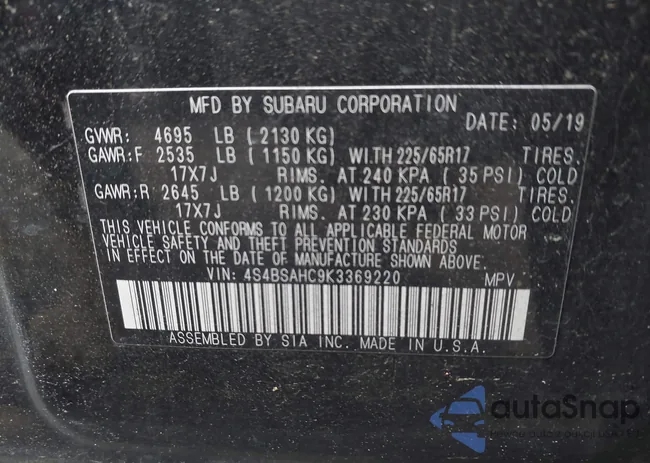 MFD BY SUBARU CORPORATION
DATE: 05/19
GVWR: 4695 LB (2130 KG)
GAWR:F 2535 LB (1150 KG) WITH 225/65R17 TIRES.
17X7J RIMS. AT 240 KPA (35 PSI) COLD
GAWR:R 2645 LB (1200 KG) WITH 225/65R17 TIRES.
17X7J RIMS. AT 230 KPA (33 PSI) COLD
THIS VEHICLE CONFORMS TO ALL APPLICABLE FEDERAL MOTOR
VEHICLE SAFETY AND THEFT PREVENTION STANDARDS
IN EFFECT ON THE DATE OF MANUFACTURE SHOWN ABOVE.
VIN: 4S4BSAHC9K3369220 MPV
ASSEMBLED BY SIA INC. MADE IN U.S.A.
autaSnap